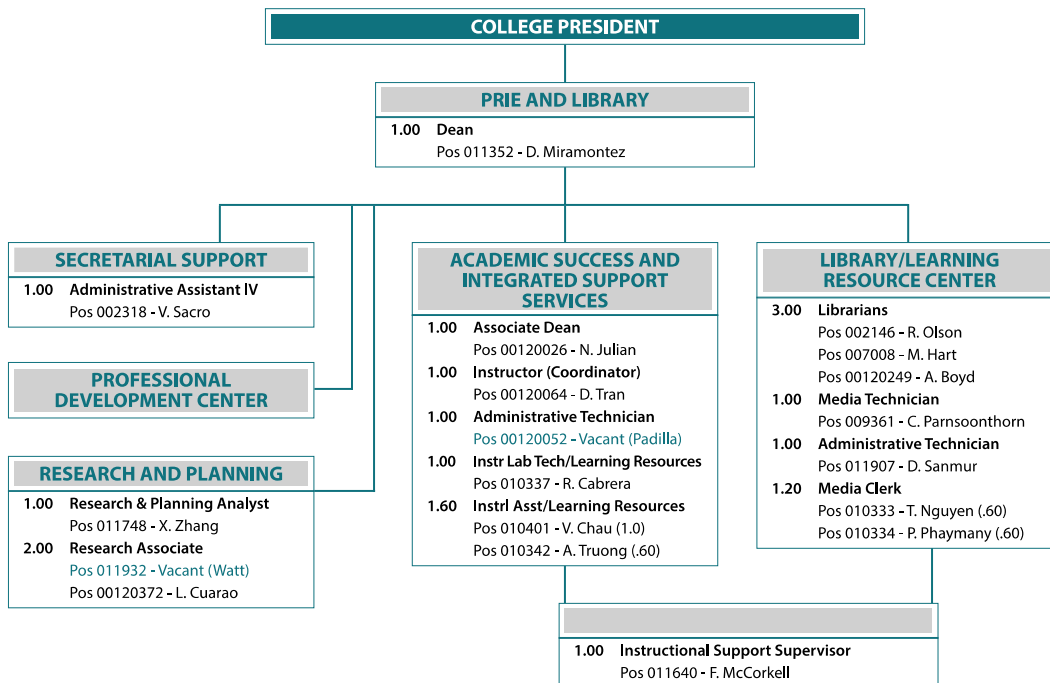 COLLEGE PRESIDENT
PRIE AND LIBRARY
1.00 Dean
Pos 011352 - D. Miramontez
SECRETARIAL SUPPORT
1.00 Administrative Assistant IV
Pos 002318 - V. Sacro
PROFESSIONAL
DEVELOPMENT CENTER
RESEARCH AND PLANNING
1.00 Research & Planning Analyst
Pos 011748 - X. Zhang
2.00 Research Associate
Pos 011932 - Vacant (Watt)
Pos 00120372 - L. Cuarao
ACADEMIC SUCCESS AND
INTEGRATED SUPPORT
SERVICES
1.00 Associate Dean
Pos 00120026 - N. Julian
1.00 Instructor (Coordinator)
Pos 00120064 - D. Tran
1.00 Administrative Technician
Pos 00120052 - Vacant (Padilla)
1.00 Instr Lab Tech/Learning Resources
Pos 010337 - R. Cabrera
1.60 Instrl Asst/Learning Resources
Pos 010401 - V. Chau (1.0)
Pos 010342 - A. Truong (.60)
LIBRARY/LEARNING
RESOURCE CENTER
3.00 Librarians
Pos 002146 - R. Olson
Pos 007008 - M. Hart
Pos 00120249 - A. Boyd
1.00 Media Technician
Pos 009361 - C. Parnsoonthorn
1.00 Administrative Technician
Pos 011907 - D. Sanmur
1.20 Media Clerk
Pos 010333 - T. Nguyen (.60)
Pos 010334 - P. Phaymany (.60)
1.00 Instructional Support Supervisor
Pos 011640 - F. McCorkell